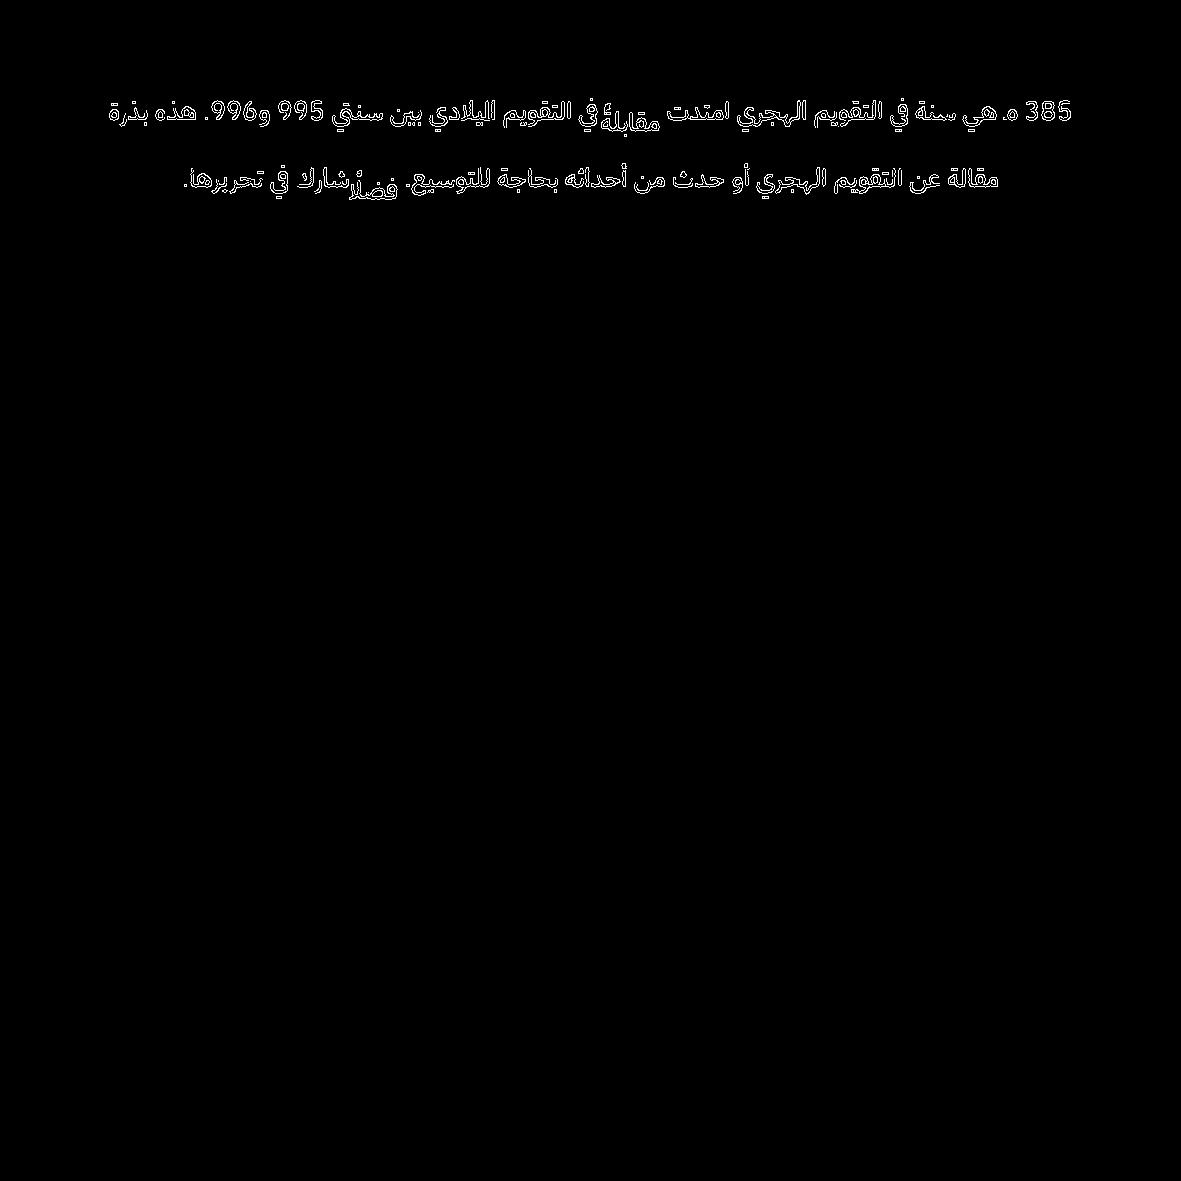 385 ه‍ هي سنة في التقويم الهجري امتدت مقابلةً في التقويم الميلادي بين سنتي 995 و996. هذه بذرة
مقالة عن التقويم الهجري أو حدث من أحداثه بحاجة للتوسيع. فضلًا شارك في تحريرها.